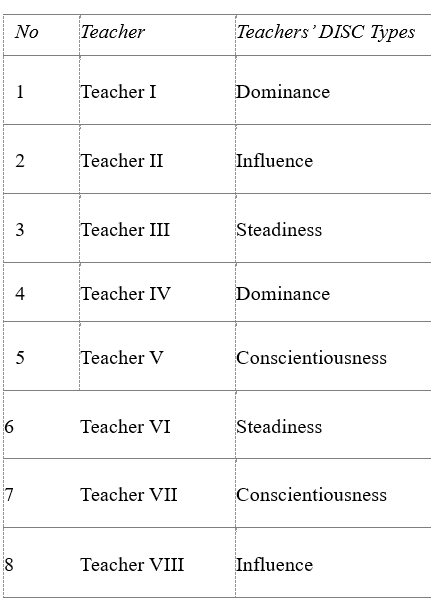 No Teacher Teachers’ DISC Types
1 Teacher I Dominance
2 Teacher II Influence
3 Teacher III Steadiness
4 Teacher IV Dominance
5 Teacher V Conscientiousness
6 Teacher VI Steadiness
7 Teacher VII Conscientiousness
8 Teacher VIII Influence